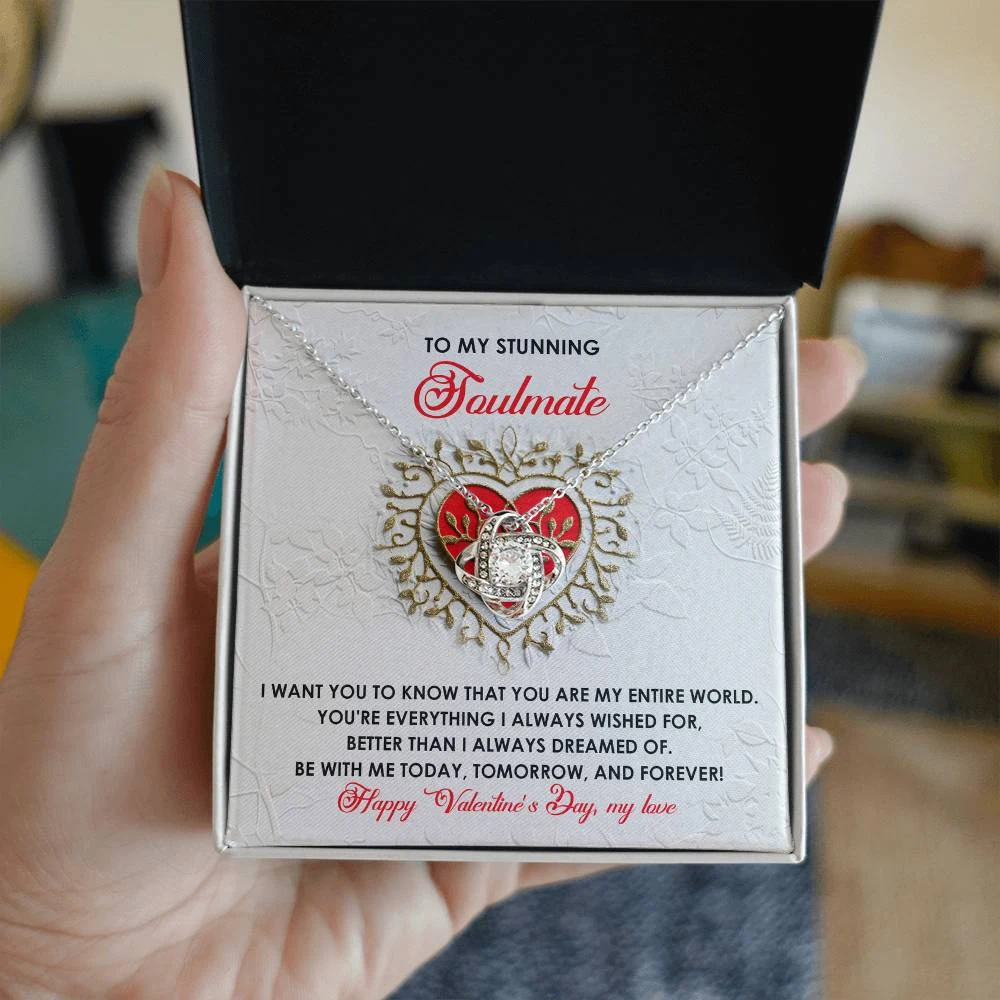 TO MY STUNNING
Soulmate
I WANT YOU TO KNOW THAT YOU ARE MY ENTIRE WORLD.
YOU'RE EVERYTHING I ALWAYS WISHED FOR,
BETTER THAN I ALWAYS DREAMED OF.
BE WITH ME TODAY, TOMORROW, AND FOREVER!
Happy Valentine's Day, my love